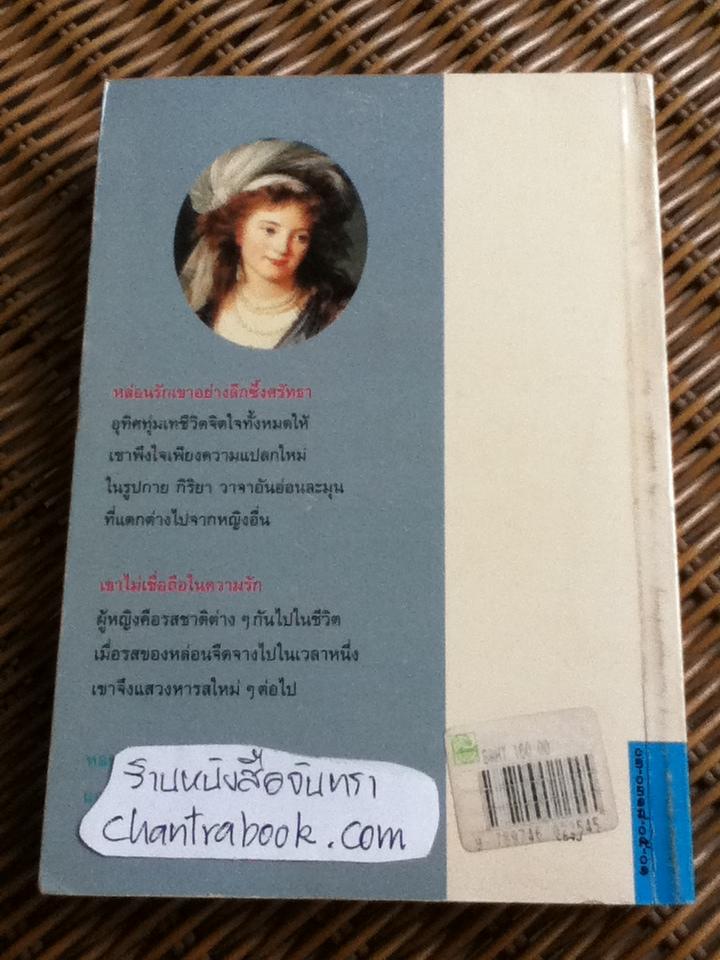 หล่อนรักเขาอย่างลึกซึ้งศรัทธา
อุทิศทุ่มเทชีวิตจิตใจทั้งหมดให้
เขาพึงใจเพียงความแปลกใหม่
ในรูปกาย กิริยา วาจาอันอ่อนละมุน
ที่แตกต่างไปจากหญิงอื่น
เขาไม่เชื่อถือในความรัก
ผู้หญิงคือรสชาติต่าง ๆ กันไปในชีวิต
เมื่อรสของหล่อนจืดจางไปในเวลาหนึ่ง
เขาจึงแสวงหารสใหม่ ๆ ต่อไป
ร้านหนังสือจันทรา
chantrabook.com
BAHT 160.00